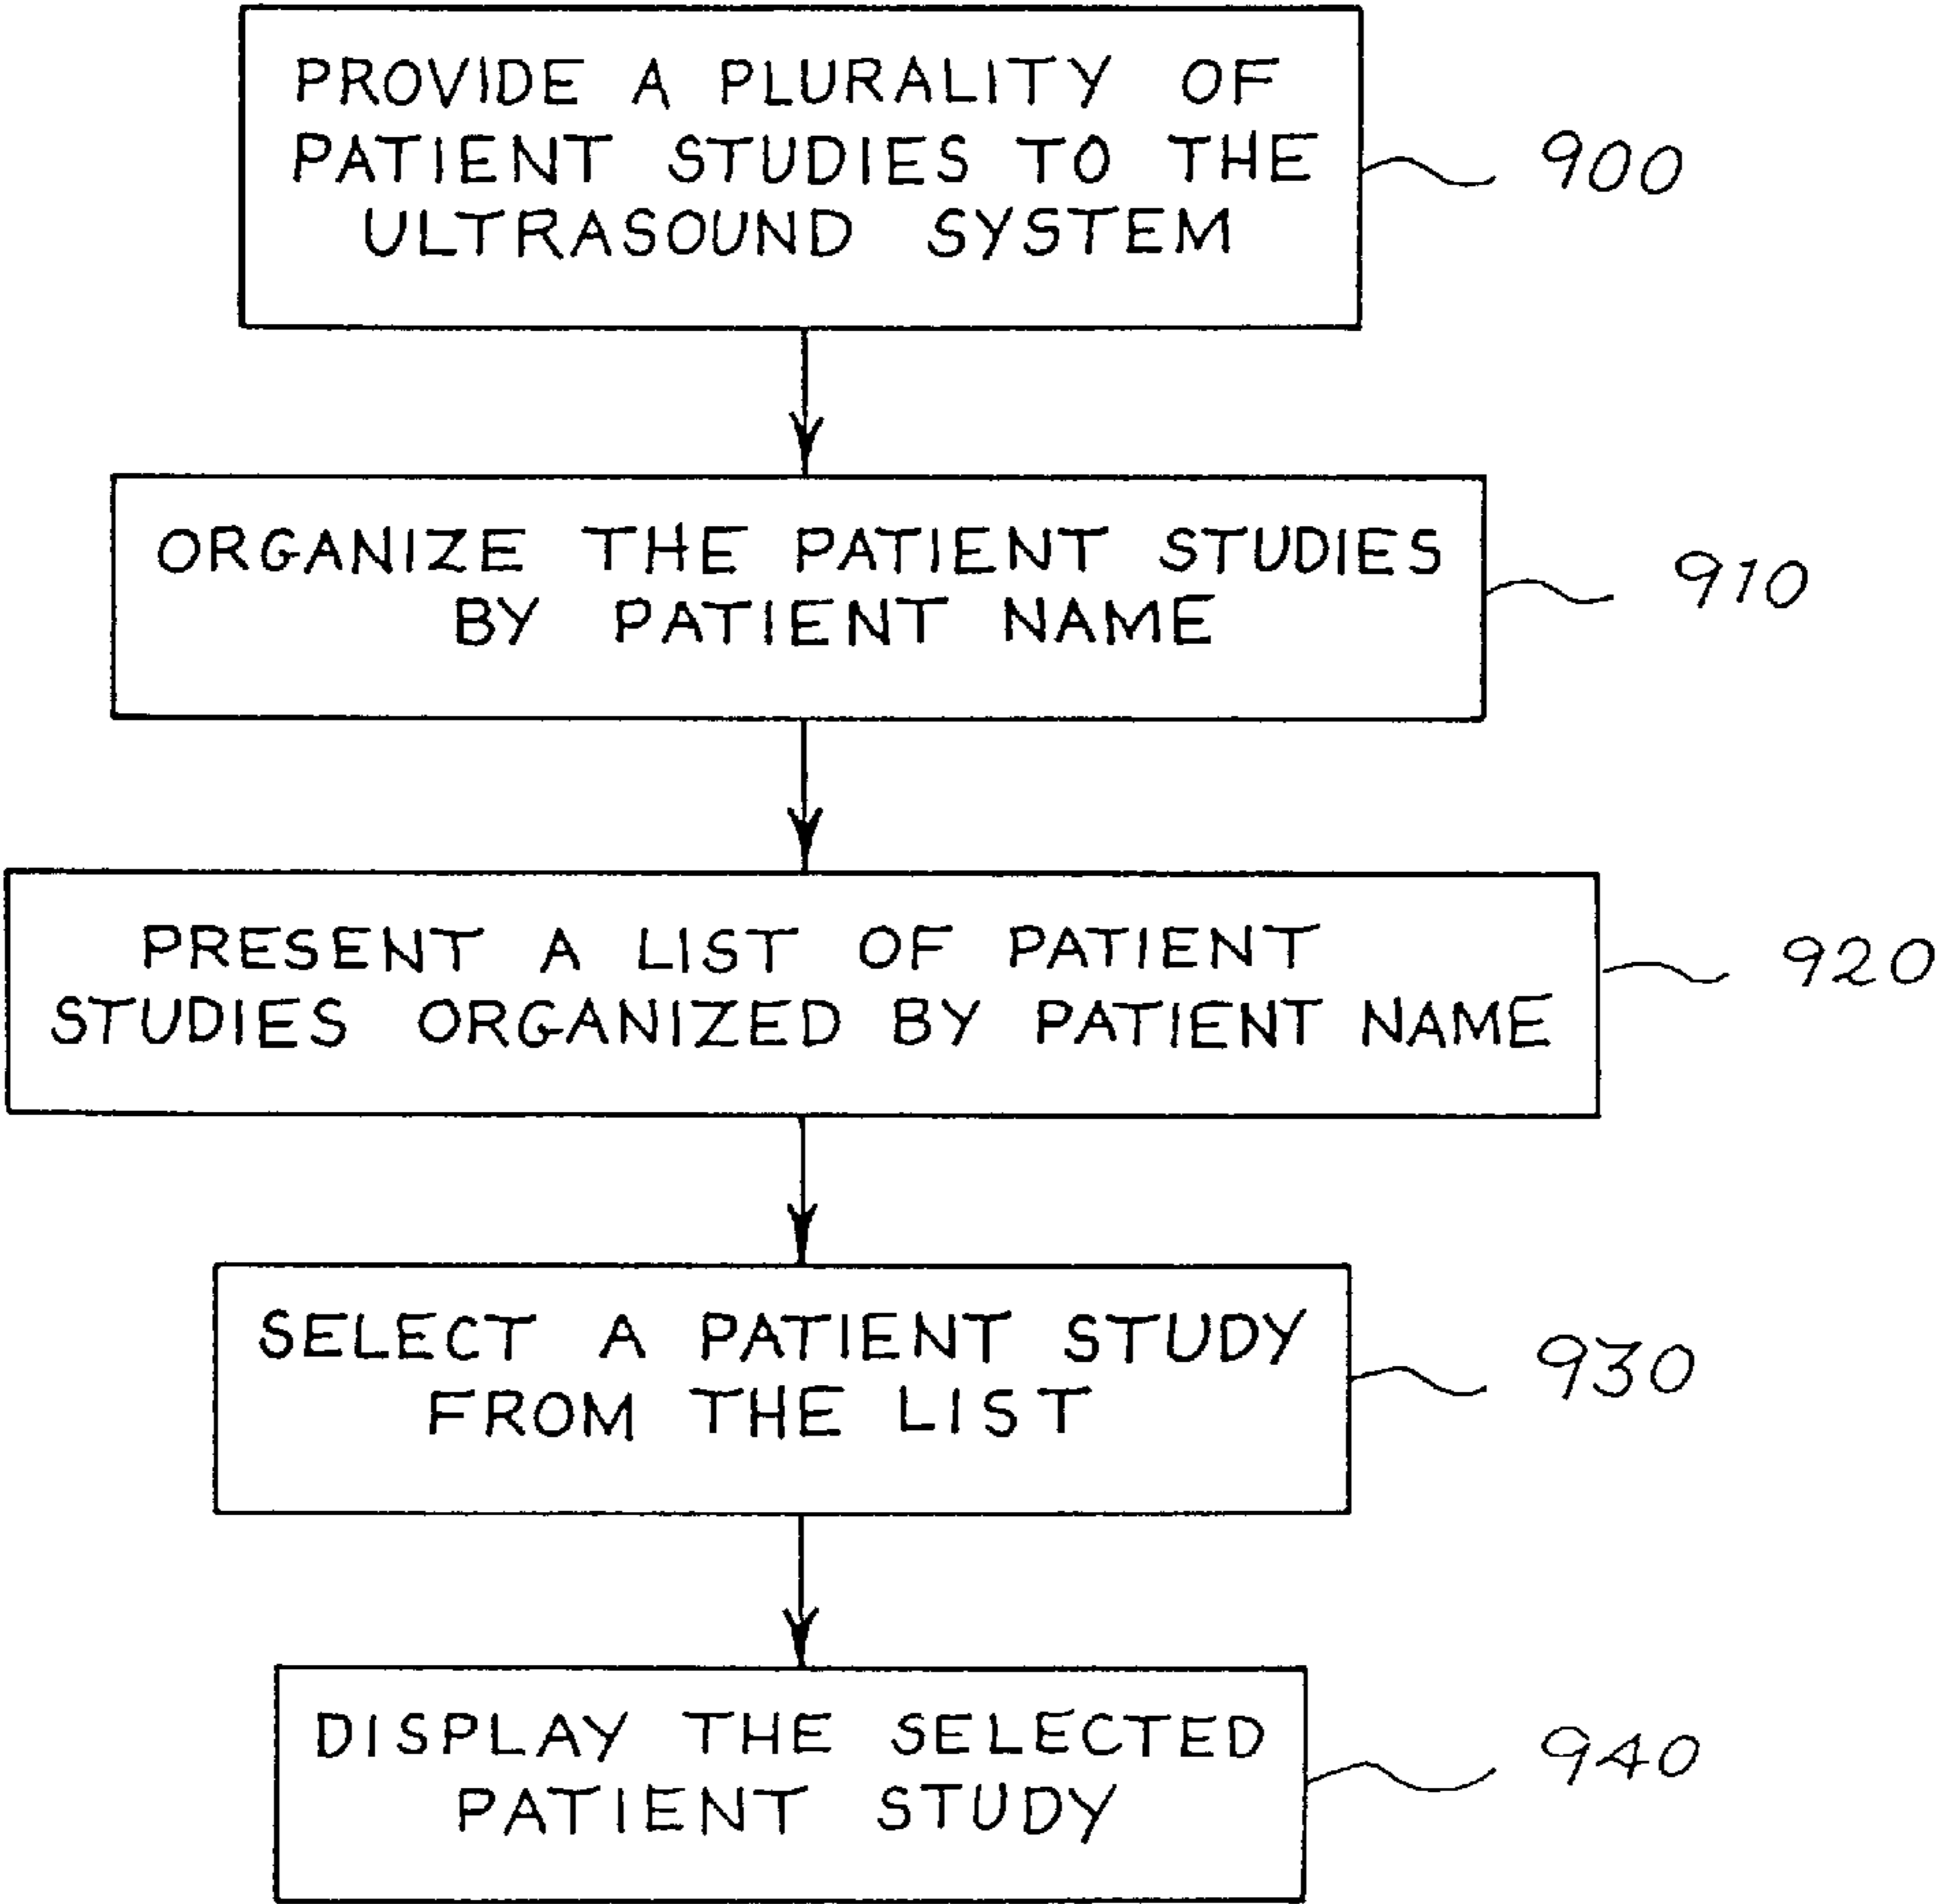 PROVIDE A PLURALITY OF
PATIENT STUDIES TO THE
ULTRASOUND SYSTEM
900
ORGANIZE THE PATIENT STUDIES
BY PATIENT NAME
910
PRESENT A LIST OF PATIENT
STUDIES ORGANIZED BY PATIENT NAME
920
SELECT A PATIENT STUDY
FROM THE LIST
930
DISPLAY THE SELECTED
PATIENT STUDY
940